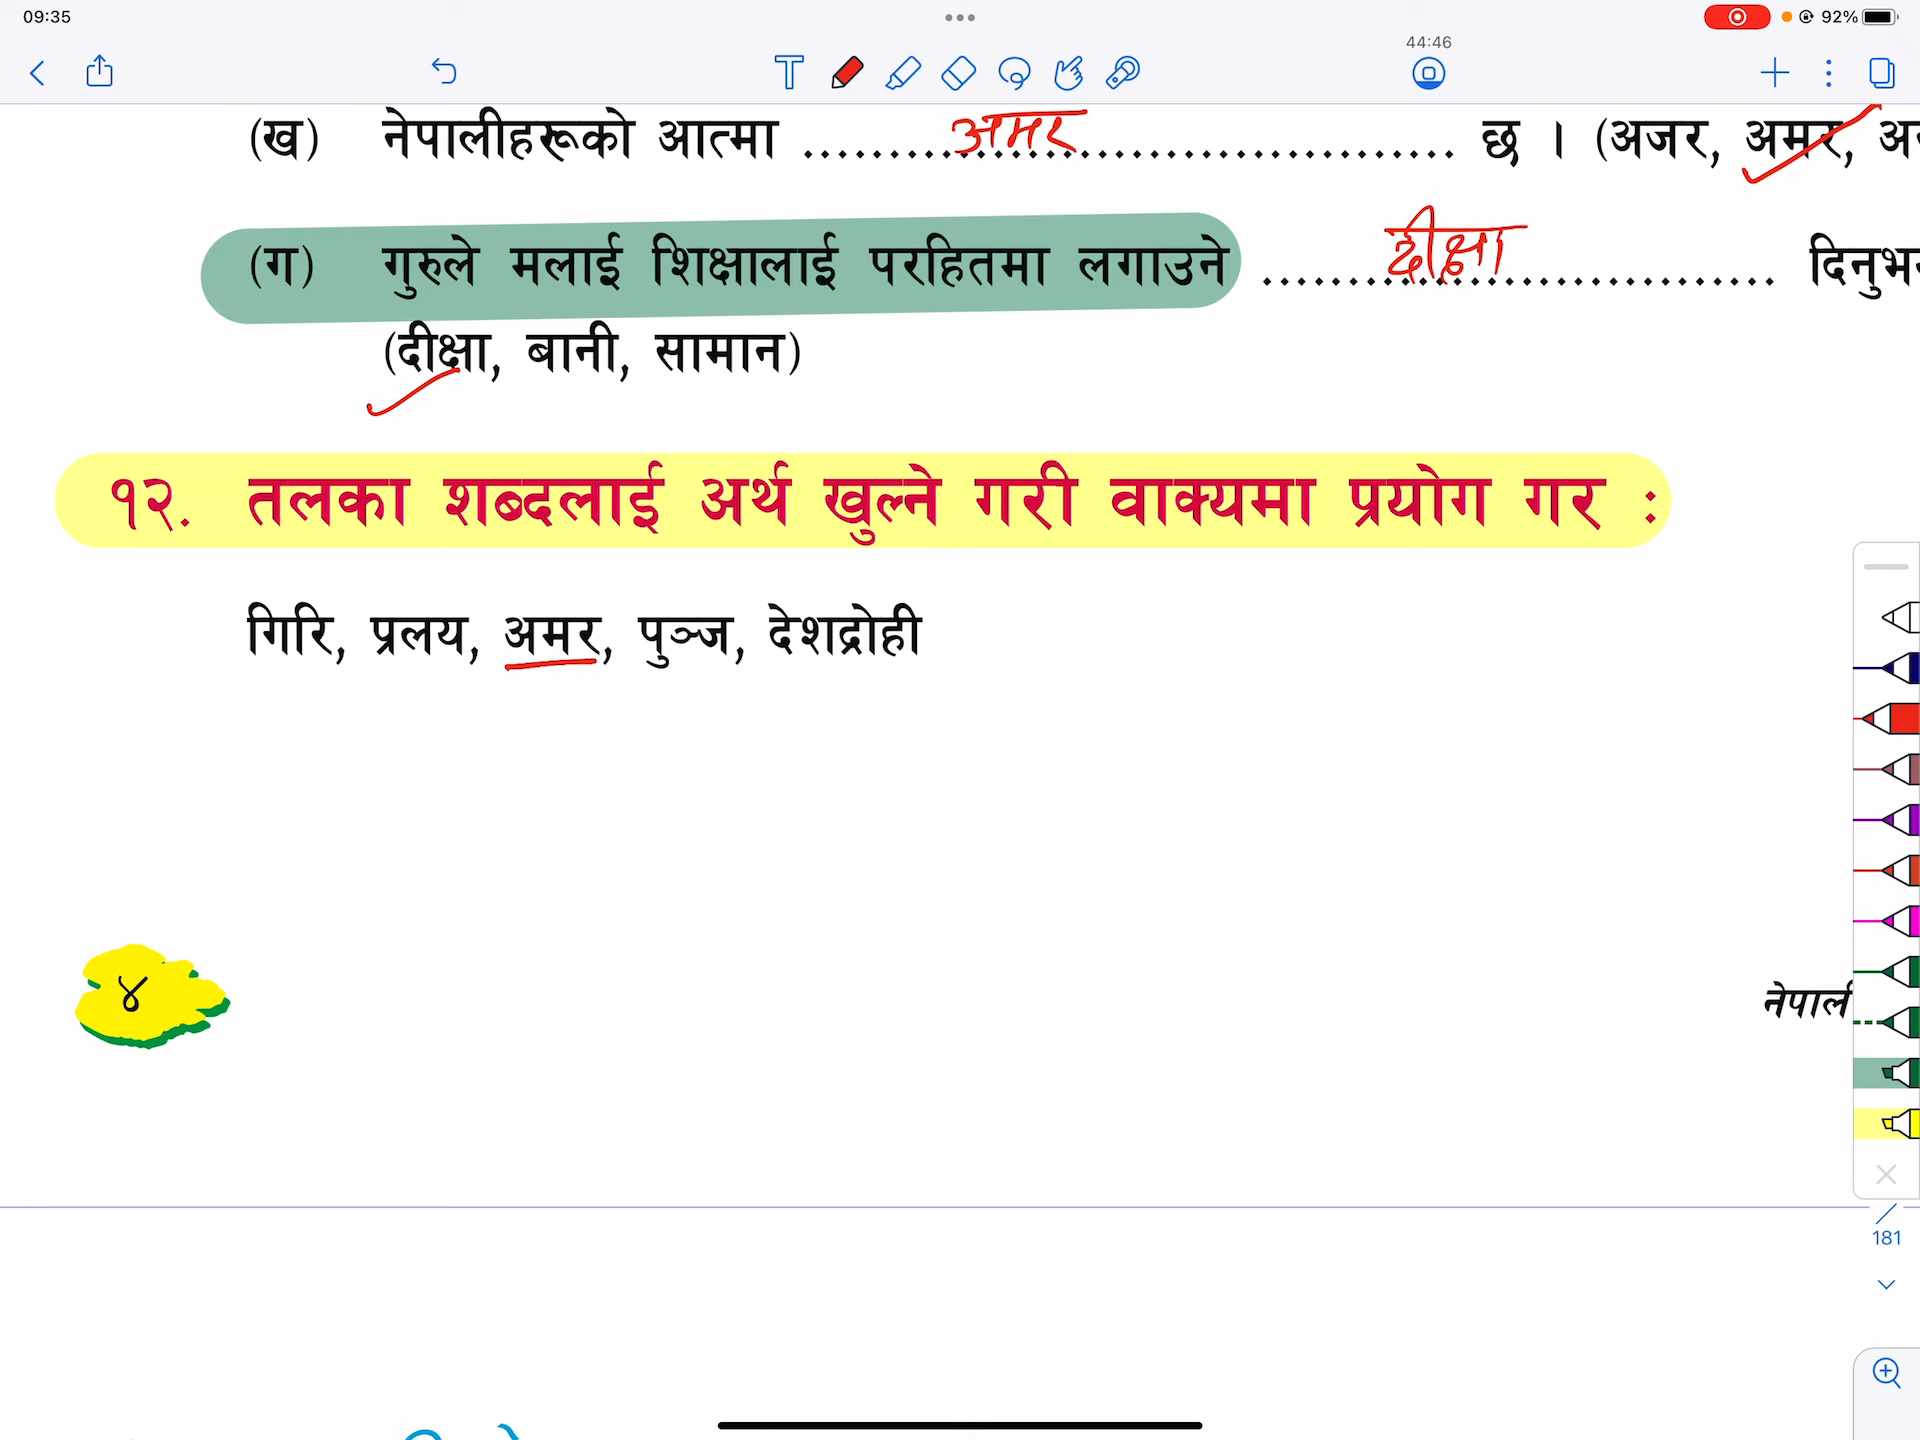 09:35
92%
44:46
(ख) नेपालीहरूको आत्मा .......अमर....... छ । (अजर, अमर,
(ग) गुरुले मलाई शिक्षालाई परहितमा लगाउने .......दीक्षा.......
(दीक्षा, बानी, सामान)
१२. तलका शब्दलाई अर्थ खुल्ने गरी वाक्यमा प्रयोग गर :
गिरि, प्रलय, अमर, पुञ्ज, देशद्रोही
४
181